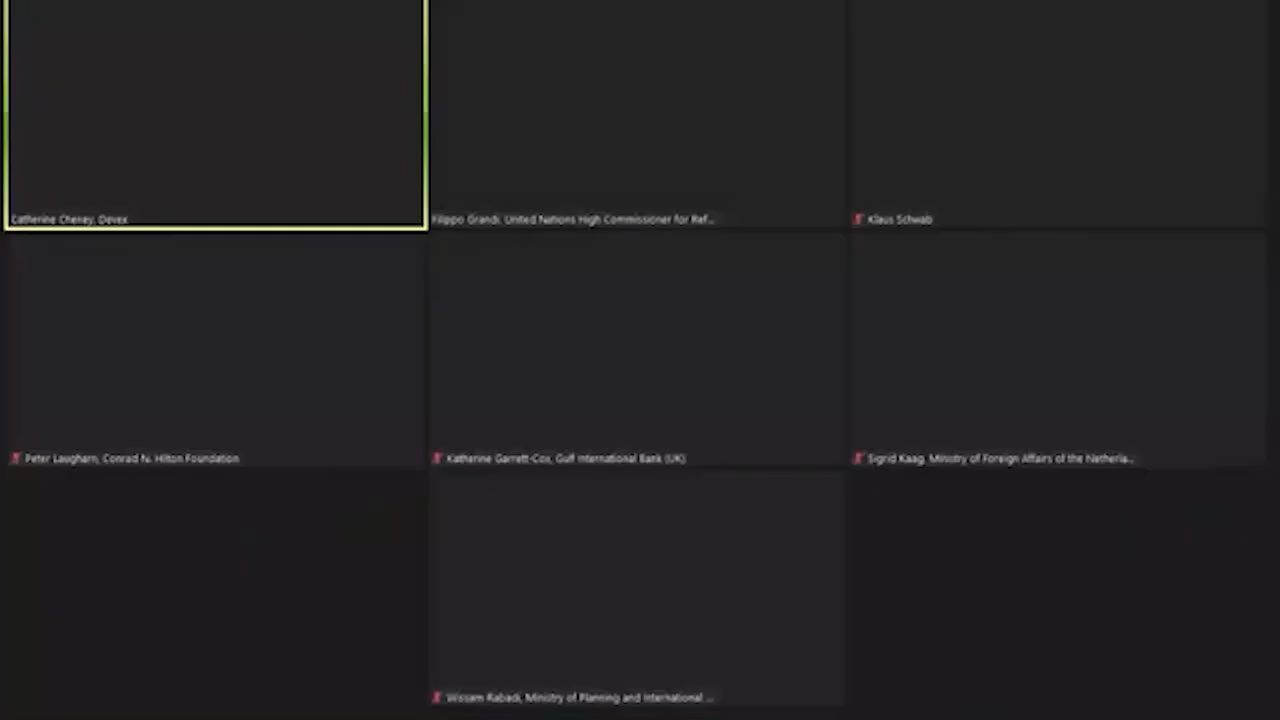 Catherine Cheney, Devex
Filippo Grandi, United Nations High Commissioner for Ref...
Klaus Schwab
Peter Laugharn, Conrad N. Hilton Foundation
Katherine Garrett-Cox, Gulf International Bank (UK)
Sigrid Kaag, Ministry of Foreign Affairs of the Netherla...
Wissam Rabadi, Ministry of Planning and International ...